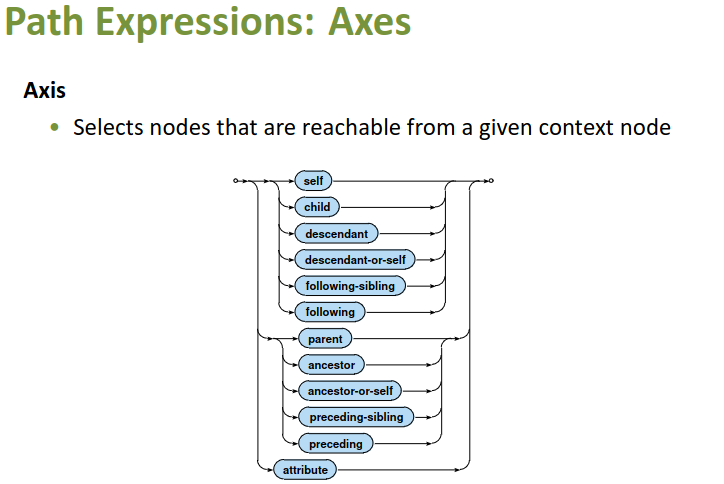 Path Expressions: Axes
Axis
• Selects nodes that are reachable from a given context node
self
child
descendant
descendant-or-self
following-sibling
following
parent
ancestor
ancestor-or-self
preceding-sibling
preceding
attribute